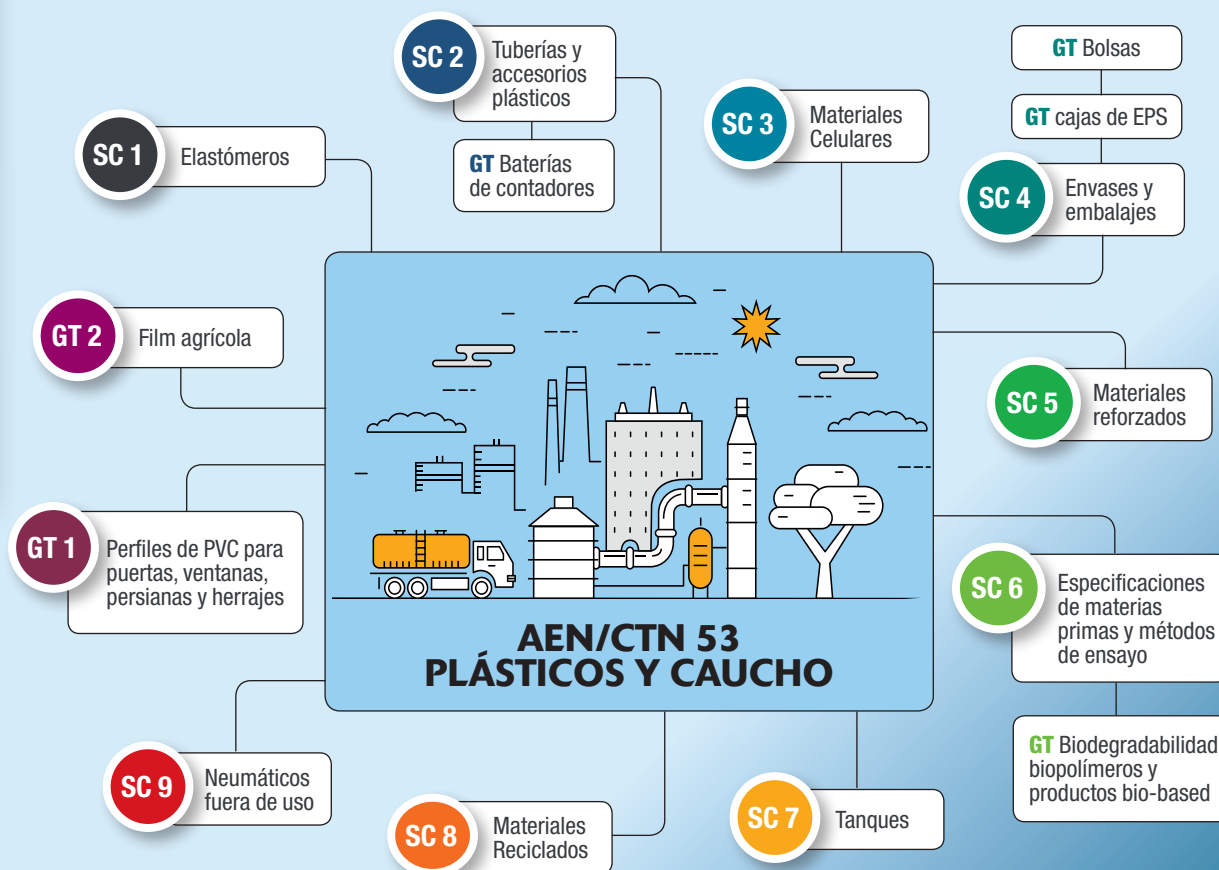 SC 1
Elastómeros
SC 2
Tuberías y
accesorios
plásticos
GT Baterías
de contadores
SC 3
Materiales
Celulares
GT Bolsas
GT cajas de EPS
SC 4
Envases y
embalajes
GT 2
Film agrícola
SC 5
Materiales
reforzados
GT 1
Perfiles de PVC para
puertas, ventanas,
persianas y herrajes
SC 6
Especificaciones
de materias
primas y métodos
de ensayo
AEN/CTN 53
PLÁSTICOS Y CAUCHO
GT Biodegradabilidad
biopolímeros y
productos bio-based
SC 9
Neumáticos
fuera de uso
SC 8
Materiales
Reciclados
SC 7
Tanques